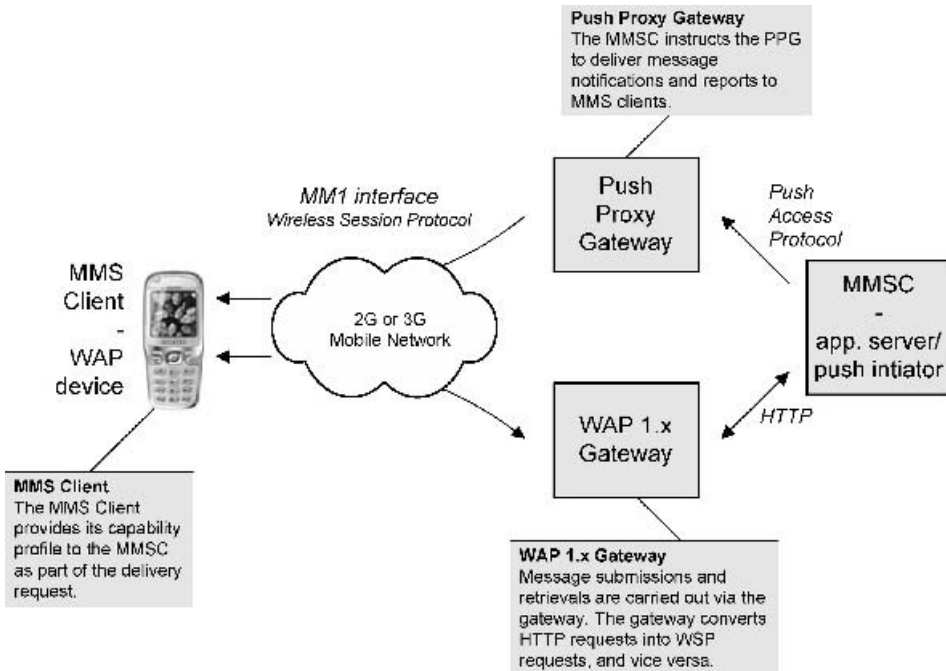 Push Proxy Gateway
The MMSC instructs the PPG
to deliver message
notifications and reports to
MMS clients.
MM1 interface
Wireless Session Protocol
Push
Proxy
Gateway
Push
Access
Protocol
MMS
Client
-
WAP
device
2G or 3G
Mobile Network
MMSC
-
app. server/
push intiator
WAP 1.x
Gateway
HTTP
MMS Client
The MMS Client
provides its capability
profile to the MMSC
as part of the delivery
request.
WAP 1.x Gateway
Message submissions and
retrievals are carried out via the
gateway. The gateway converts
HTTP requests into WSP
requests, and vice versa.